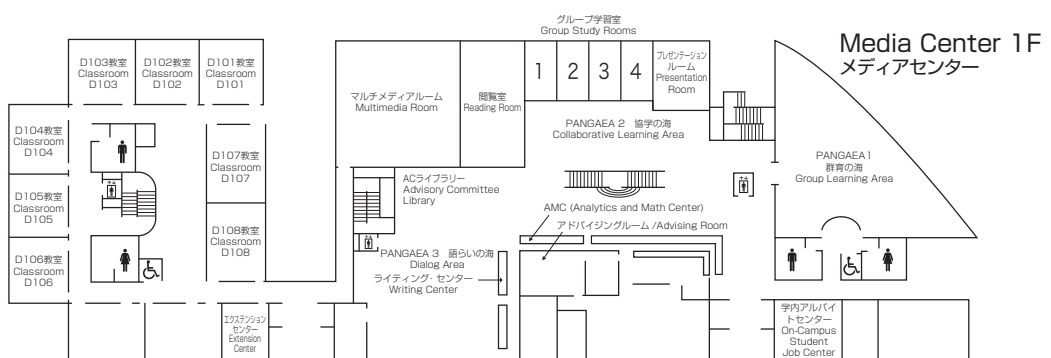 Media Center 1F
メディアセンター
グループ学習室
Group Study Rooms
D103教室
Classroom
D103
D102教室
Classroom
D102
D101教室
Classroom
D101
マルチメディアルーム
Multimedia Room
閲覧室
Reading Room
1
2
3
4
プレゼンテーション
ルーム
Presentation
Room
D104教室
Classroom
D104
D107教室
Classroom
D107
PANGAEA 2 協学の海
Collaborative Learning Area
PANGAEA 1
群育の海
Group Learning Area
D105教室
Classroom
D105
ACライブラリー
Advisory Committee
Library
AMC (Analytics and Math Center)
アドバイジングルーム /Advising Room
D106教室
Classroom
D106
D108教室
Classroom
D108
PANGAEA 3 語らいの海
Dialog Area
ライティング・センター
Writing Center
エクステンション
センター
Extension
Center
学内アルバイ
トセンター
On-Campus
Student
Job Center